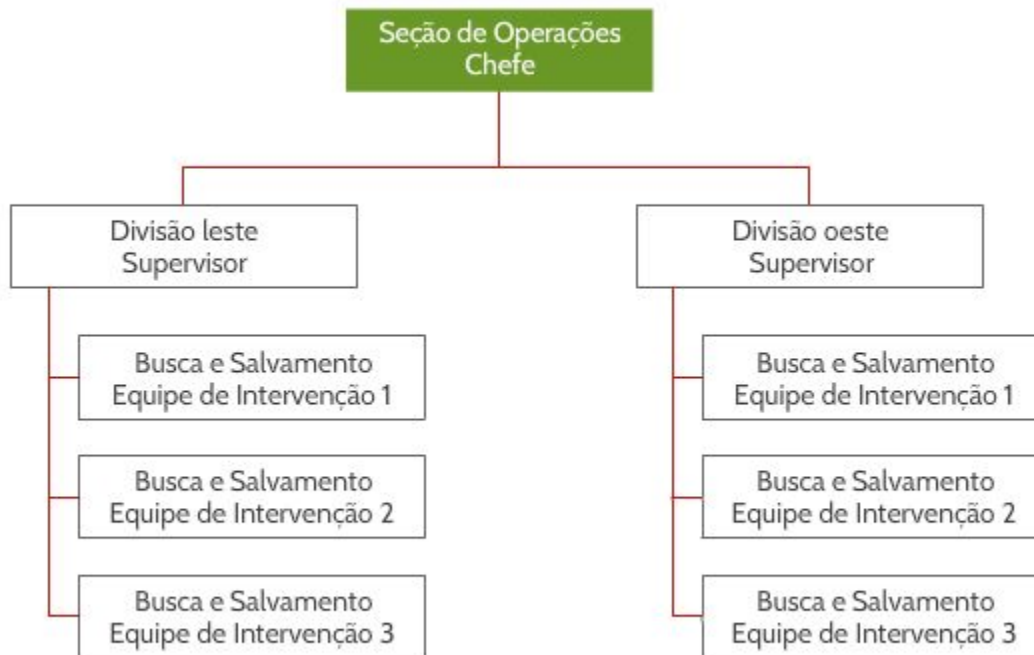 Seção de Operações
Chefe
Divisão leste
Supervisor
Busca e Salvamento
Equipe de Intervenção 1
Busca e Salvamento
Equipe de Intervenção 2
Busca e Salvamento
Equipe de Intervenção 3
Divisão oeste
Supervisor
Busca e Salvamento
Equipe de Intervenção 1
Busca e Salvamento
Equipe de Intervenção 2
Busca e Salvamento
Equipe de Intervenção 3